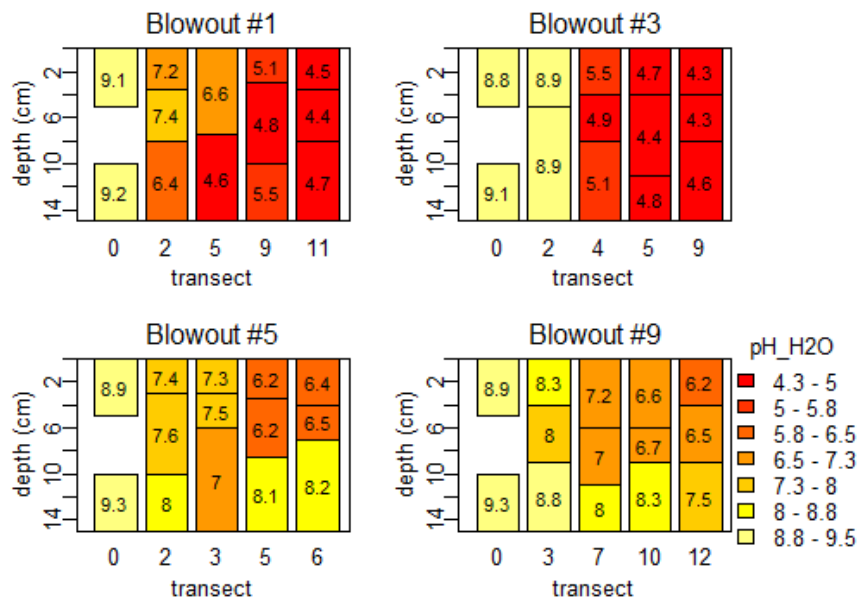 Blowout #1
depth (cm)
2
6
10
14
9.1
9.2
7.2
7.4
6.4
6.6
4.6
5.1
4.8
5.5
4.5
4.4
4.7
0 2 5 9 11
transect
Blowout #3
depth (cm)
2
6
10
14
8.8
9.1
8.9
8.9
5.5
4.9
5.1
4.7
4.4
4.8
4.3
4.3
4.6
0 2 4 5 9
transect
Blowout #5
depth (cm)
2
6
10
14
8.9
9.3
7.4
7.6
8
7.3
7.5
7
6.2
6.2
8.1
6.4
6.5
8.2
0 2 3 5 6
transect
Blowout #9
depth (cm)
2
6
10
14
8.9
9.3
8.3
8
8.8
7.2
7
8
6.6
6.7
8.3
6.2
6.5
7.5
0 3 7 10 12
transect
pH_H2O
4.3 - 5
5 - 5.8
5.8 - 6.5
6.5 - 7.3
7.3 - 8
8 - 8.8
8.8 - 9.5